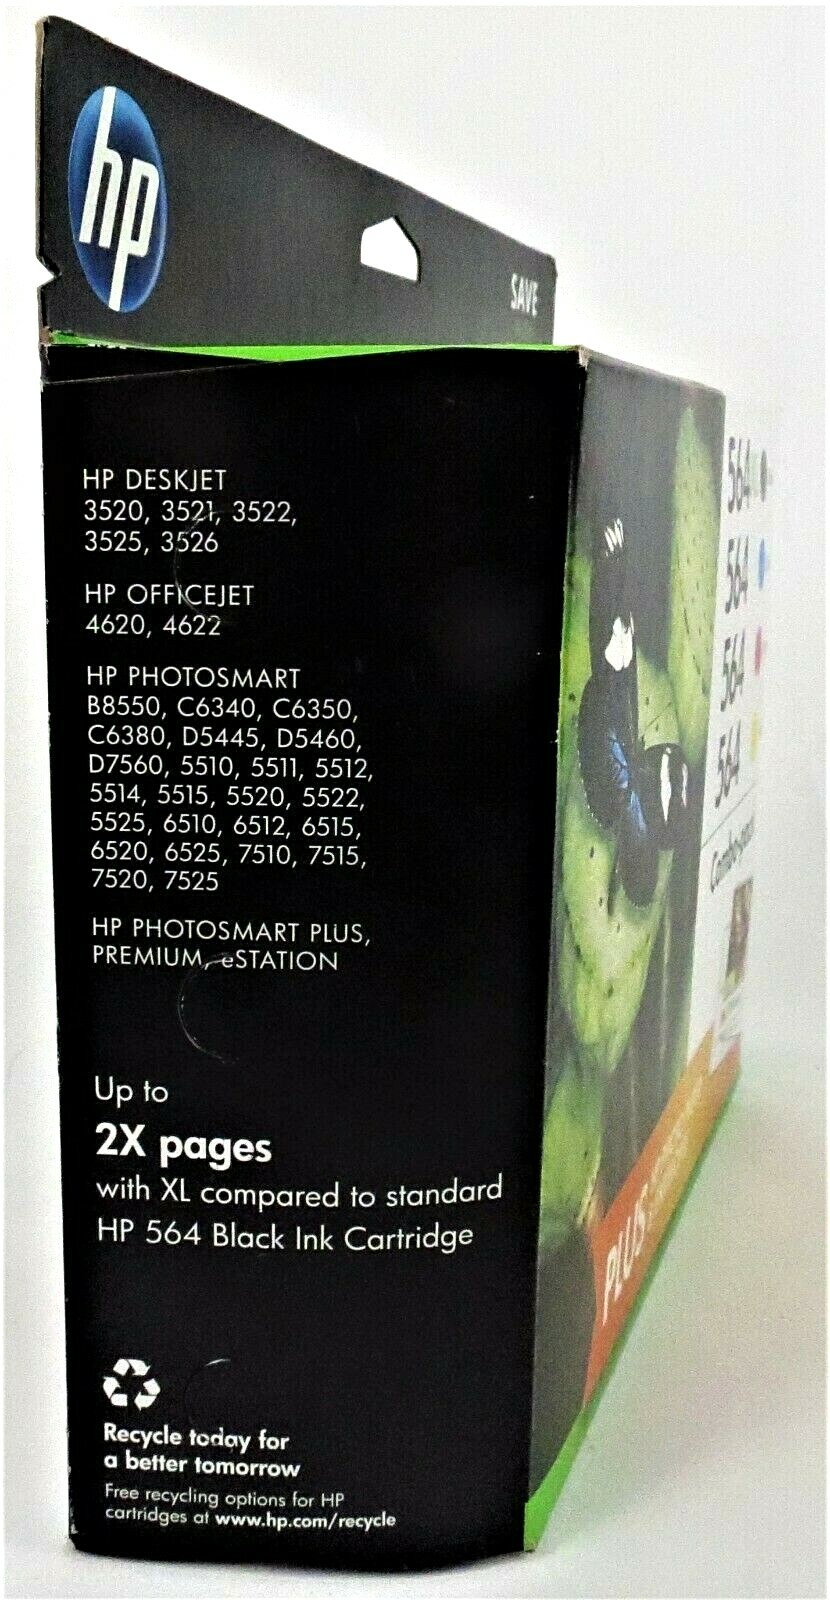 hp
SAVE
HP DESKJET
3520, 3521, 3522,
3525, 3526
HP OFFICEJET
4620, 4622
HP PHOTOSMART
B8550, C6340, C6350,
C6380, D5445, D5460,
D7560, 5510, 5511, 5512,
5514, 5515, 5520, 5522,
5525, 6510, 6512, 6515,
6520, 6525, 7510, 7515,
7520, 7525
HP PHOTOSMART PLUS,
PREMIUM, eSTATION
Up to
2X pages
with XL compared to standard
HP 564 Black Ink Cartridge
Recycle today for
a better tomorrow
Free recycling options for HP
cartridges at www.hp.com/recycle
564
564
564
564
PLUS